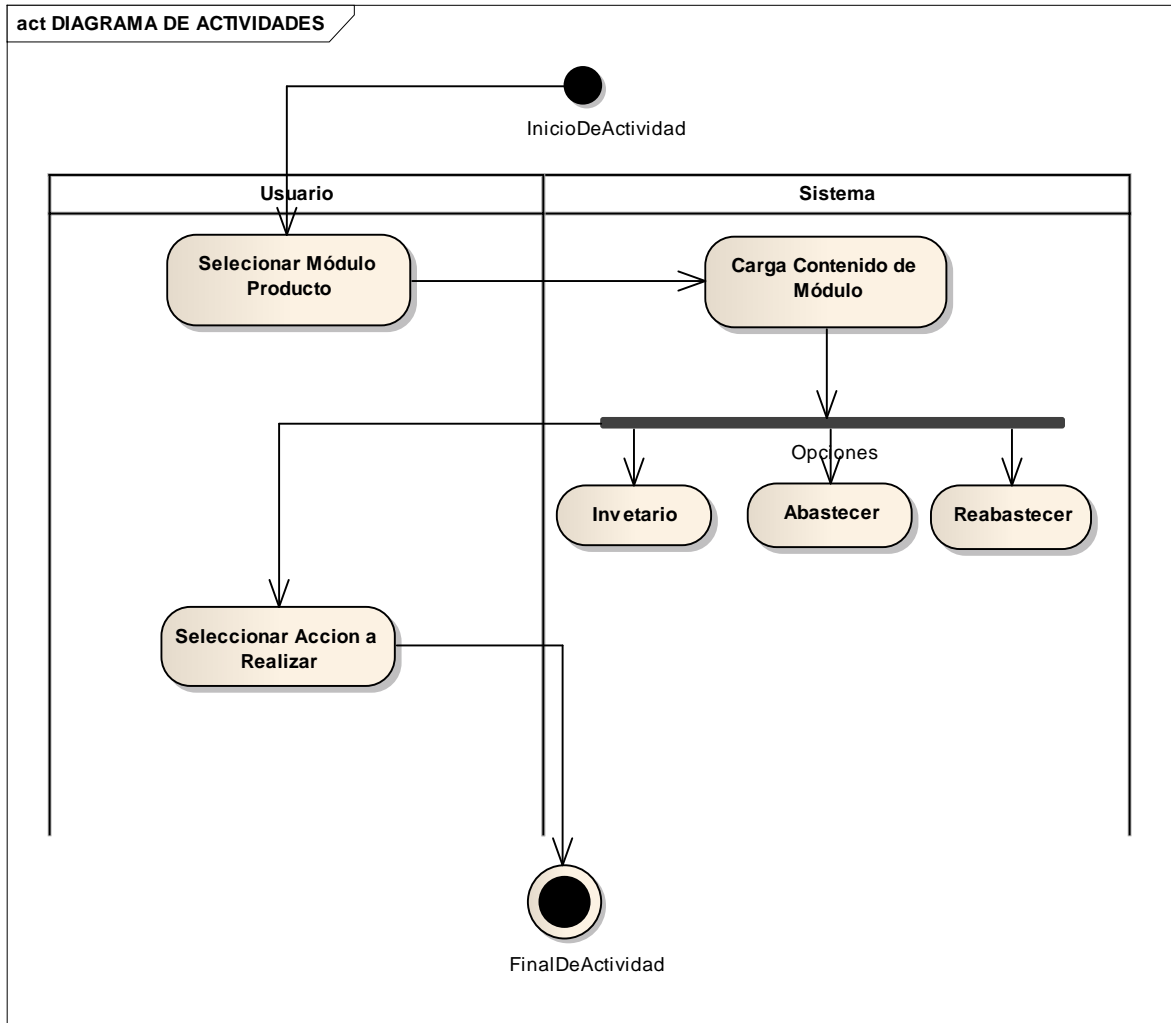 act DIAGRAMA DE ACTIVIDADES
InicioDeActividad
Usuario
Sistema
Selecionar Módulo
Producto
Carga Contenido de
Módulo
Opciones
Invetario
Abastecer
Reabastecer
Seleccionar Accion a
Realizar
FinalDeActividad